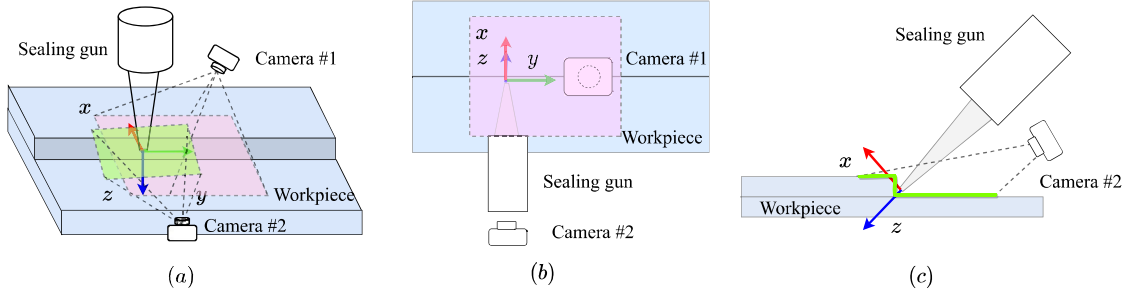 Sealing gun
Camera #1
x
z
y
Workpiece
Camera #2
(a)
x
z
y
Camera #1
Workpiece
Sealing gun
Camera #2
(b)
Sealing gun
x
Camera #2
Workpiece
z
(c)